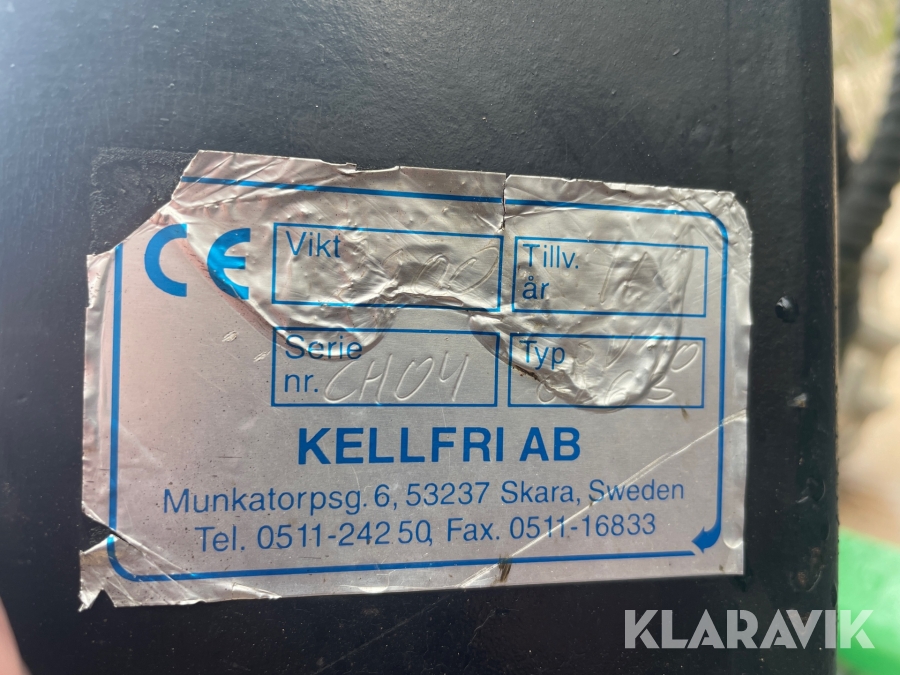 CE
Vikt
Tillv.
år
Serie
nr. CH04
Typ
KELLFRI AB
Munkatorpsg. 6, 53237 Skara, Sweden
Tel. 0511-242 50, Fax. 0511-16833
KLARAVIK